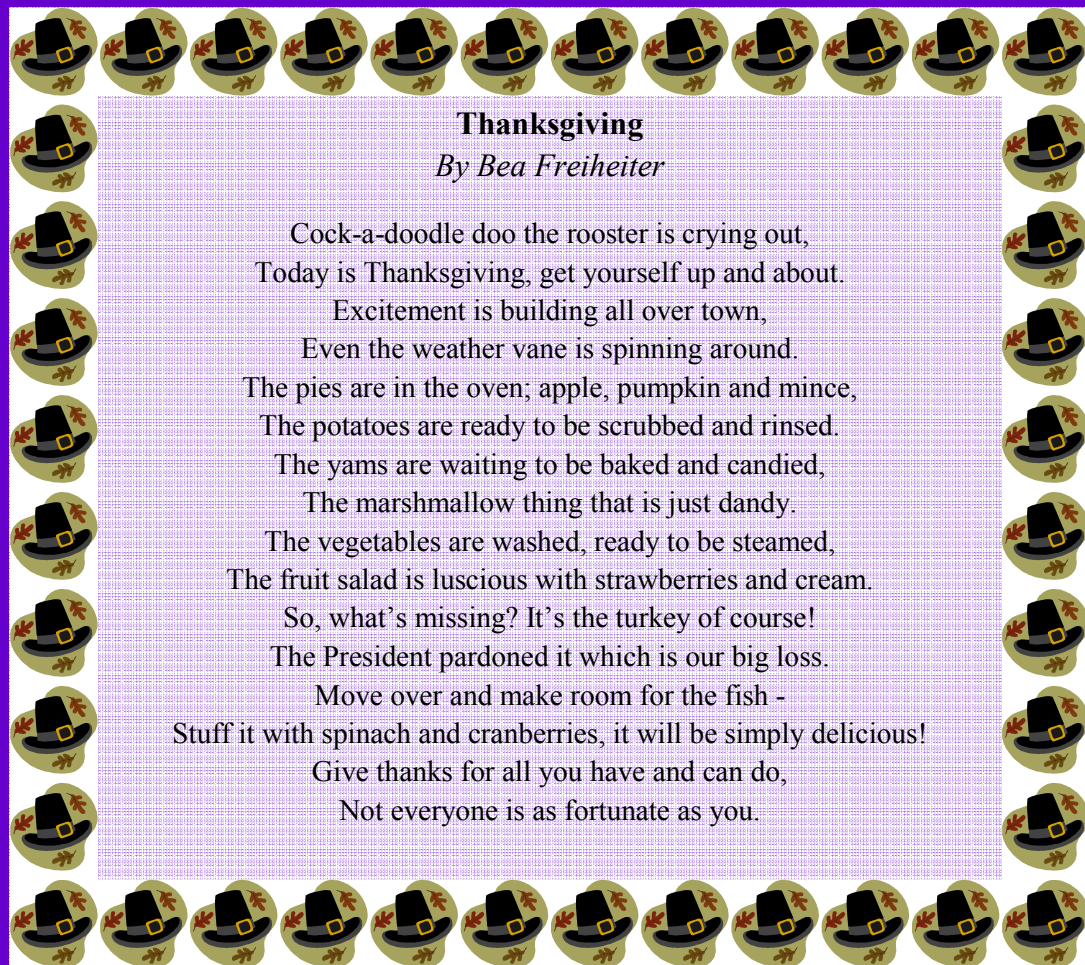 Thanksgiving
By Bea Freiheiter
Cock-a-doodle doo the rooster is crying out,
Today is Thanksgiving, get yourself up and about.
Excitement is building all over town,
Even the weather vane is spinning around.
The pies are in the oven; apple, pumpkin and mince,
The potatoes are ready to be scrubbed and rinsed.
The yams are waiting to be baked and candied,
The marshmallow thing that is just dandy.
The vegetables are washed, ready to be steamed,
The fruit salad is luscious with strawberries and cream.
So, what’s missing? It’s the turkey of course!
The President pardoned it which is our big loss.
Move over and make room for the fish -
Stuff it with spinach and cranberries, it will be simply delicious!
Give thanks for all you have and can do,
Not everyone is as fortunate as you.